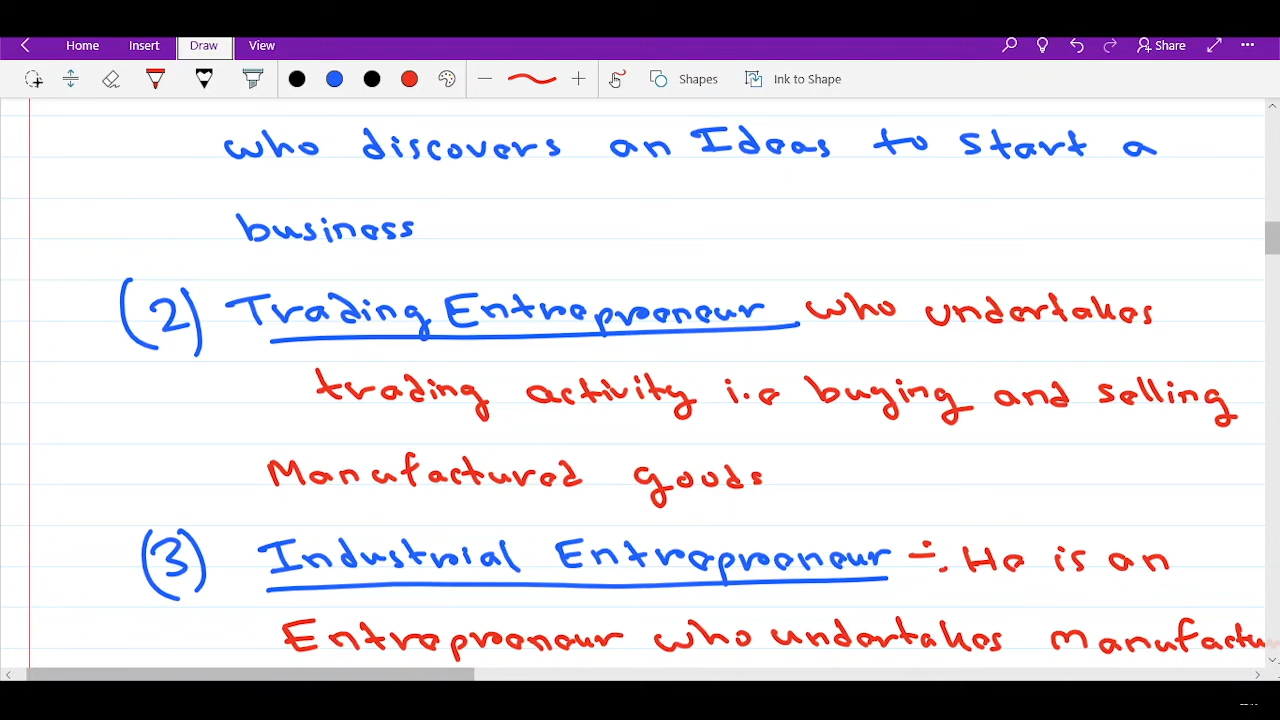 Home Insert Draw View Share
Shapes Ink to Shape
who discovers an Ideas to start a
business
(2) Trading Entrepreneur who undertakes
trading activity i.e buying and selling
Manufactured goods
(3) Industrial Entrepreneur ÷. He is an
Entrepreneur who undertakes manufactu